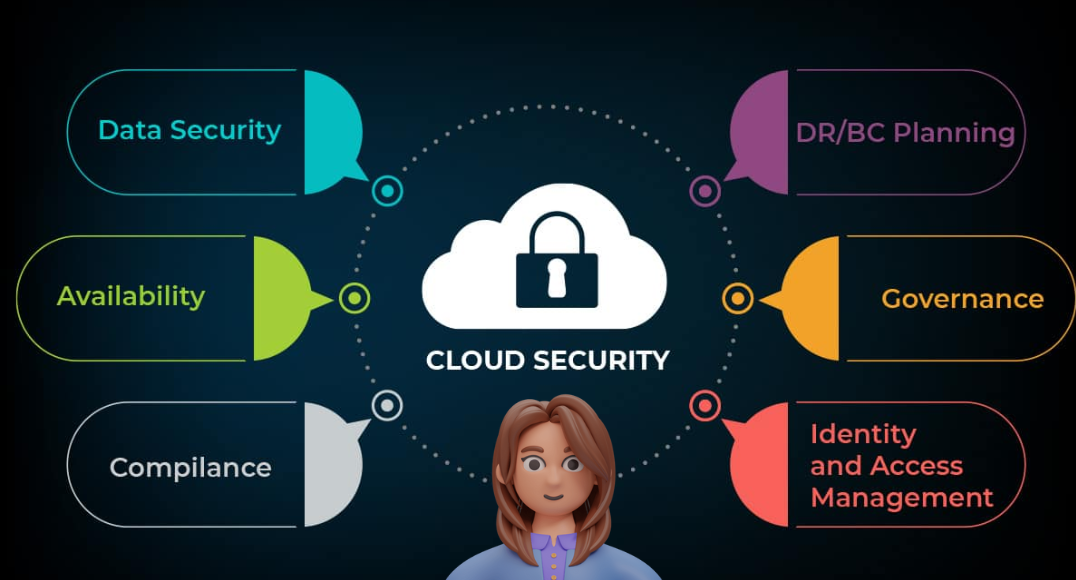 Data Security
DR/BC Planning
Availability
Governance
CLOUD SECURITY
Compilance
Identity
and Access
Management